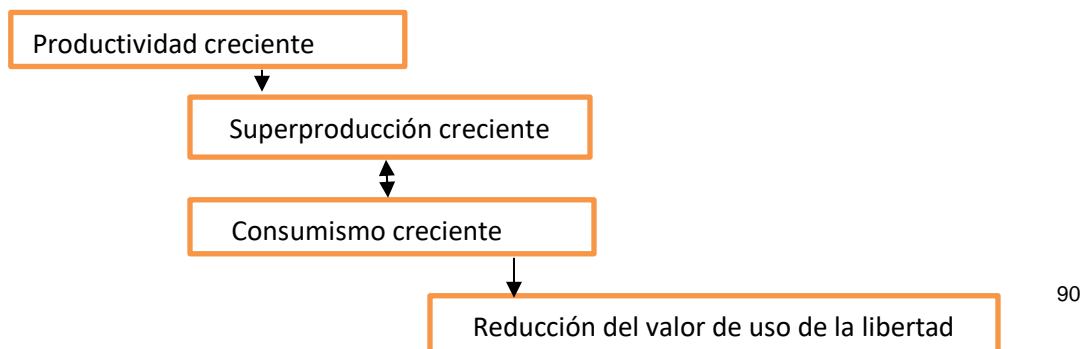 Productividad creciente
Superproducción creciente
Consumismo creciente
90
Reducción del valor de uso de la libertad